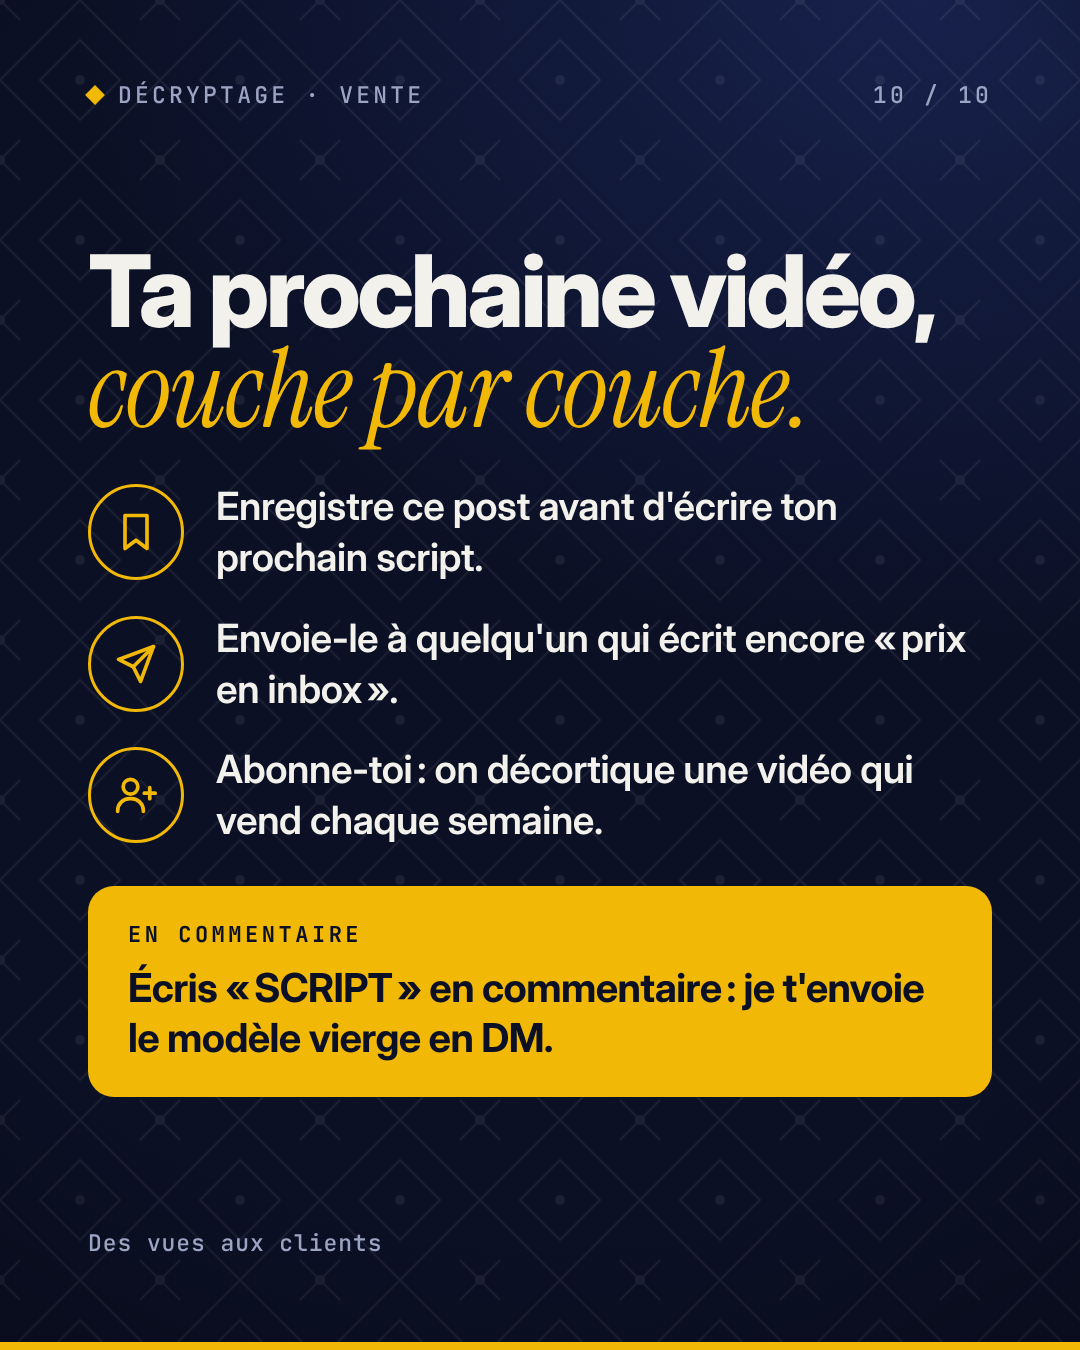 DÉCRYPTAGE · VENTE
10 / 10
Ta prochaine vidéo,
couche par couche.
Enregistre ce post avant d'écrire ton
prochain script.
Envoie-le à quelqu'un qui écrit encore « prix
en inbox ».
Abonne-toi : on décortique une vidéo qui
vend chaque semaine.
EN COMMENTAIRE
Écris « SCRIPT » en commentaire : je t'envoie
le modèle vierge en DM.
Des vues aux clients